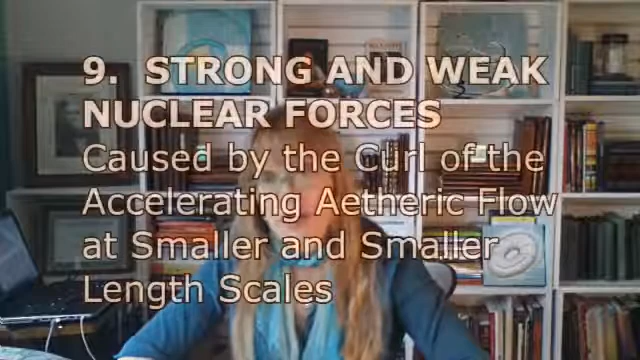 9. STRONG AND WEAK
NUCLEAR FORCES
Caused by the Curl of the
Accelerating Aetheric Flow
at Smaller and Smaller
Length Scales